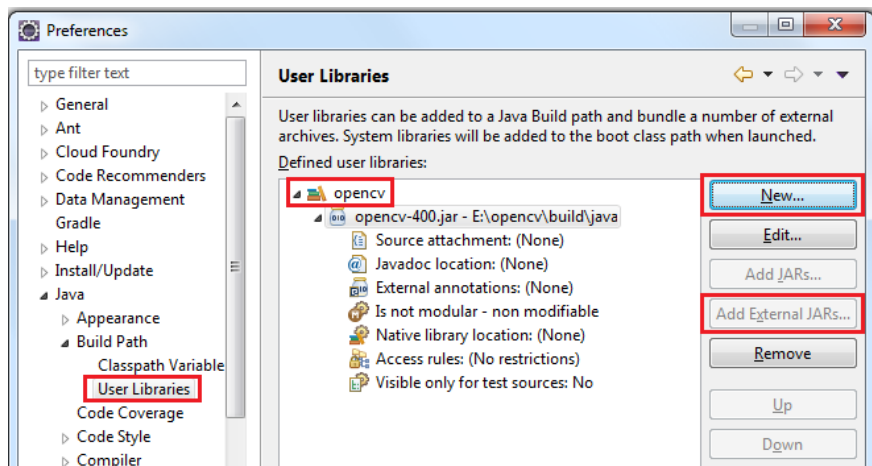 Preferences
type filter text
General
Ant
Cloud Foundry
Code Recommenders
Data Management
Gradle
Help
Install/Update
Java
Appearance
Build Path
Classpath Variable
User Libraries
Code Coverage
Code Style
Compiler
User Libraries
User libraries can be added to a Java Build path and bundle a number of external
archives. System libraries will be added to the boot class path when launched.
Defined user libraries:
opencv
opencv-400.jar - E:\opencv\build\java
Source attachment: (None)
Javadoc location: (None)
External annotations: (None)
Is not modular - non modifiable
Native library location: (None)
Access rules: (No restrictions)
Visible only for test sources: No
New...
Edit...
Add JARs...
Add External JARs...
Remove
Up
Down